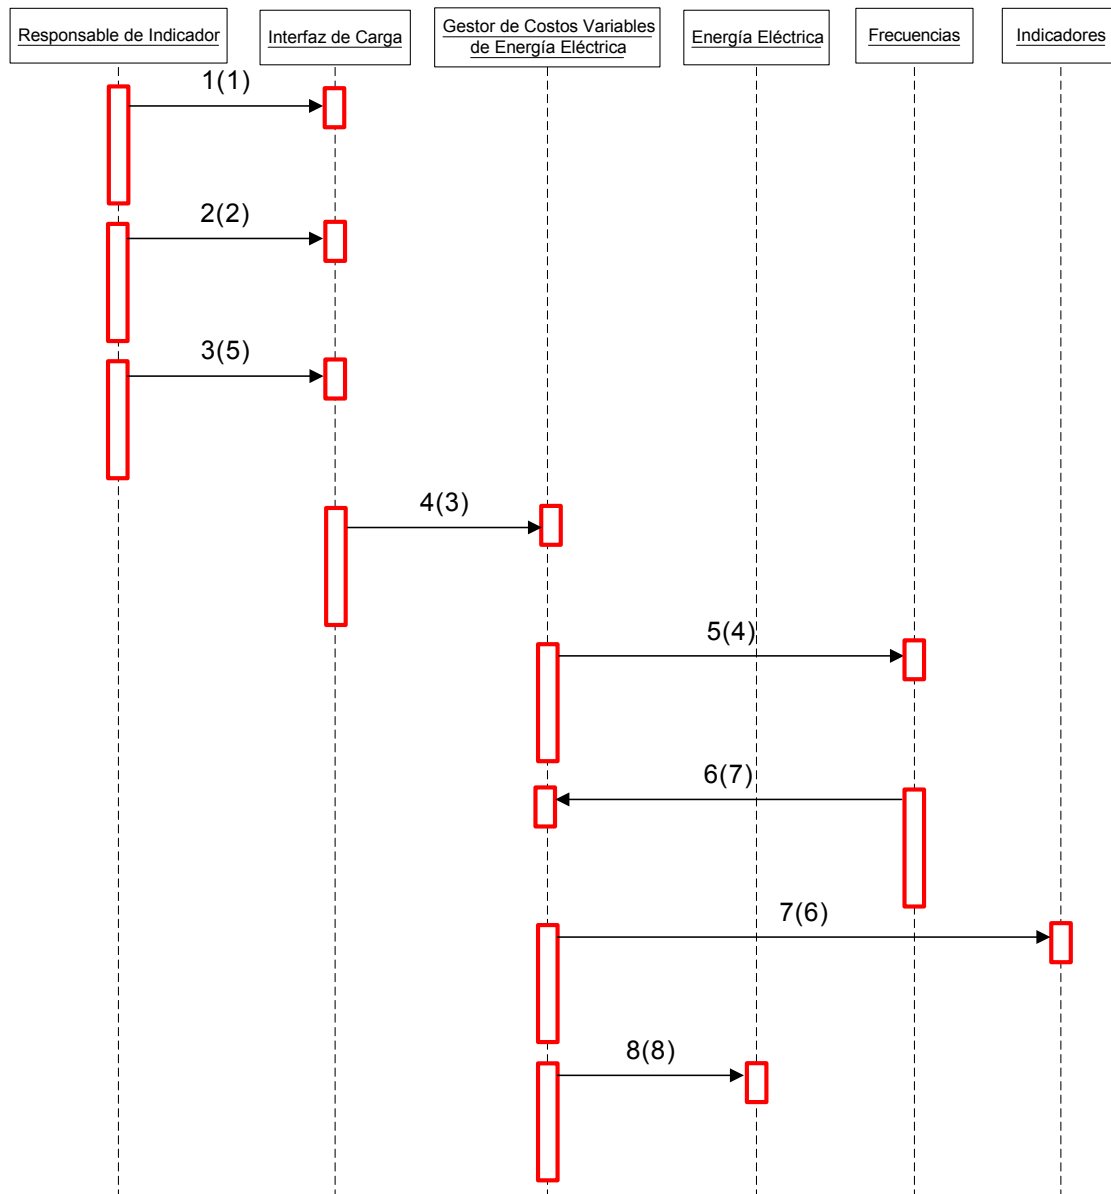 Responsable de Indicador
Interfaz de Carga
Gestor de Costos Variables
de Energía Eléctrica
Energía Eléctrica
Frecuencias
Indicadores
1(1)
2(2)
3(5)
4(3)
5(4)
6(7)
7(6)
8(8)